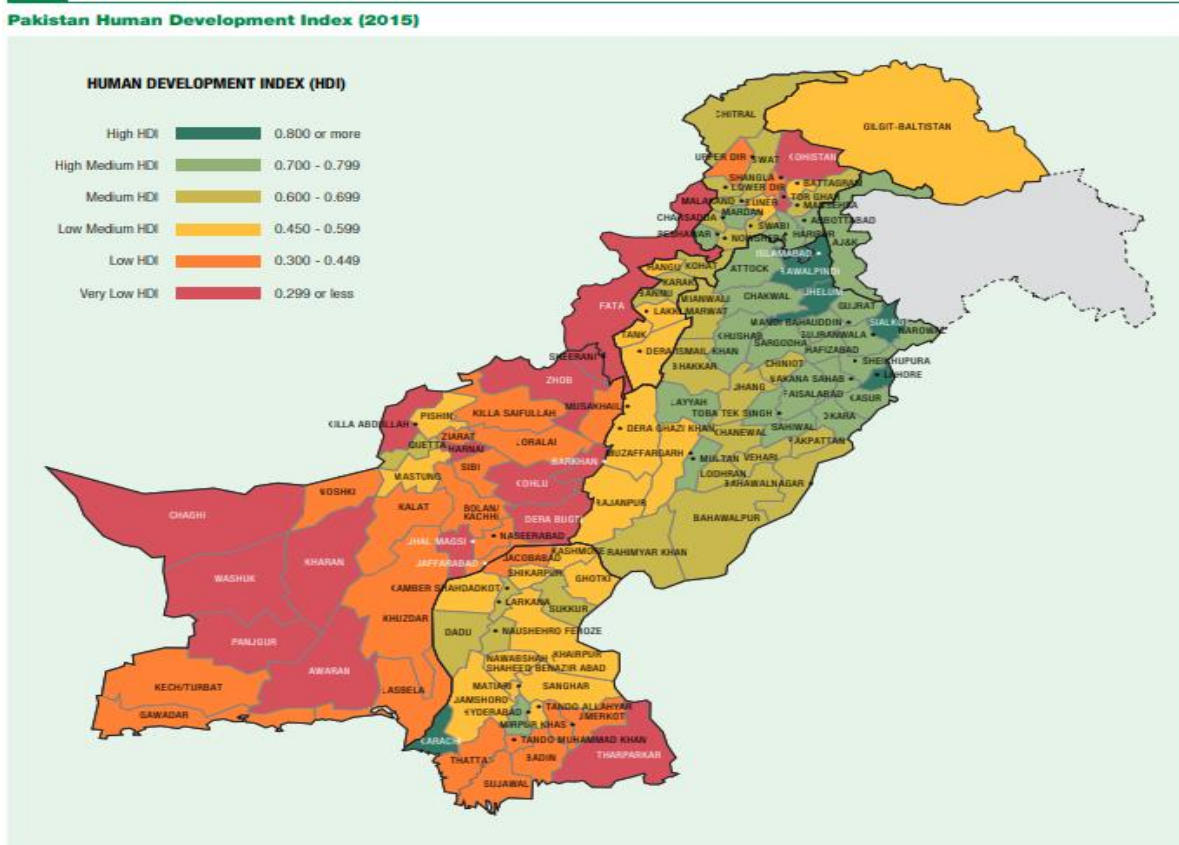 Pakistan Human Development Index (2015)
HUMAN DEVELOPMENT INDEX (HDI)
High HDI 0.800 or more
High Medium HDI 0.700 - 0.799
Medium HDI 0.600 - 0.699
Low Medium HDI 0.450 - 0.599
Low HDI 0.300 - 0.449
Very Low HDI 0.299 or less
CHITRAL
GILGIT-BALTISTAN
UPPER DIR
SWAT
KOHISTAN
SHANGLA
BATTAGRAM
LOWER DIR
MALAKAND
BUNER
TOR GHAR
MANSEHRA
CHARSADDA
MARDAN
ABBOTTABAD
SWABI
PESHAWAR
NOWSHERA
HARIPUR
AJ&K
ISLAMABAD
HANGU
KOHAT
ATTOCK
RAWALPINDI
KARAK
BANNU
MIANWALI
CHAKWAL
JHELUM
GUJRAT
FATA
LAKKI MARWAT
MANDI BAHAUDDIN
SIALKOT
NAROWAL
TANK
KHUSHAB
GUJRANWALA
SARGODHA
HAFIZABAD
SHEERANI
DERA ISMAIL KHAN
SHEIKHUPURA
BHAKKAR
CHINIOT
LAHORE
ZHOB
NAKANA SAHAB
JHANG
FAISALABAD
KASUR
MUSAKHAIL
LAYYAH
PISHIN
KILLA SAIFULLAH
TOBA TEK SINGH
OKARA
KILLA ABDULLAH
DERA GHAZI KHAN
KHANEWAL
SAHIWAL
PAKPATTAN
ZIARAT
QUETTA
HARNAI
LORALAI
MUZAFFARGARH
MULTAN
VEHARI
BARKHAN
SIBI
LODHRAN
MASTUNG
KOHLU
BAHAWALNAGAR
NOSHKI
RAJANPUR
KALAT
BOLAN/
KACHHI
DERA BUGTI
BAHAWALPUR
CHAGHI
NASEERABAD
JHAL MAGSI
KHARAN
JAFFARABAD
JACOBABAD
KASHMORE
RAHIMYAR KHAN
WASHUK
SHIKARPUR
GHOTKI
KAMBER SHAHDADKOT
LARKANA
SUKKUR
KHUZDAR
DADU
NAUSHEHRO FEROZE
PANJGUR
KHAIRPUR
NAWABSHAH
SHAHEED BENAZIR ABAD
AWARAN
KECH/TURBAT
LASBELA
MATIARI
SANGHAR
JAMSHORO
TANDO ALLAHYAR
GAWADAR
HYDERABAD
UMERKOT
MIRPUR KHAS
KARACHI
TANDO MUHAMMAD KHAN
THARPARKAR
THATTA
BADIN
SUJAWAL